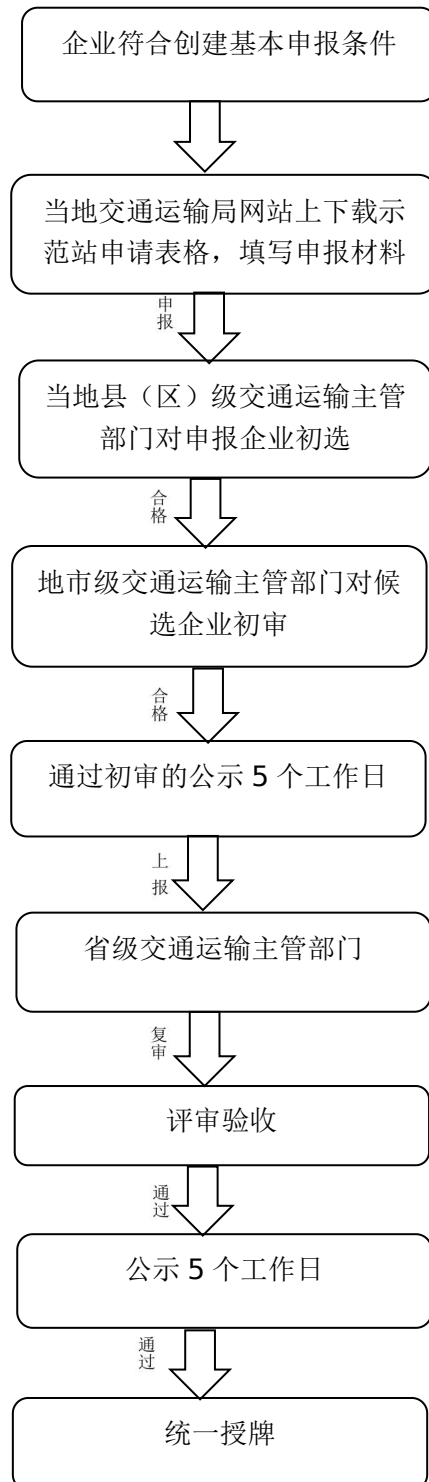 企业符合创建基本申报条件
当地交通运输局网站上下载示
范站申请表格，填写申报材料
申
报
当地县（区）级交通运输主管
部门对申报企业初选
合
格
地市级交通运输主管部门对候
选企业初审
合
格
通过初审的公示 5 个工作日
上
报
省级交通运输主管部门
复
审
评审验收
通
过
公示 5 个工作日
通
过
统一授牌